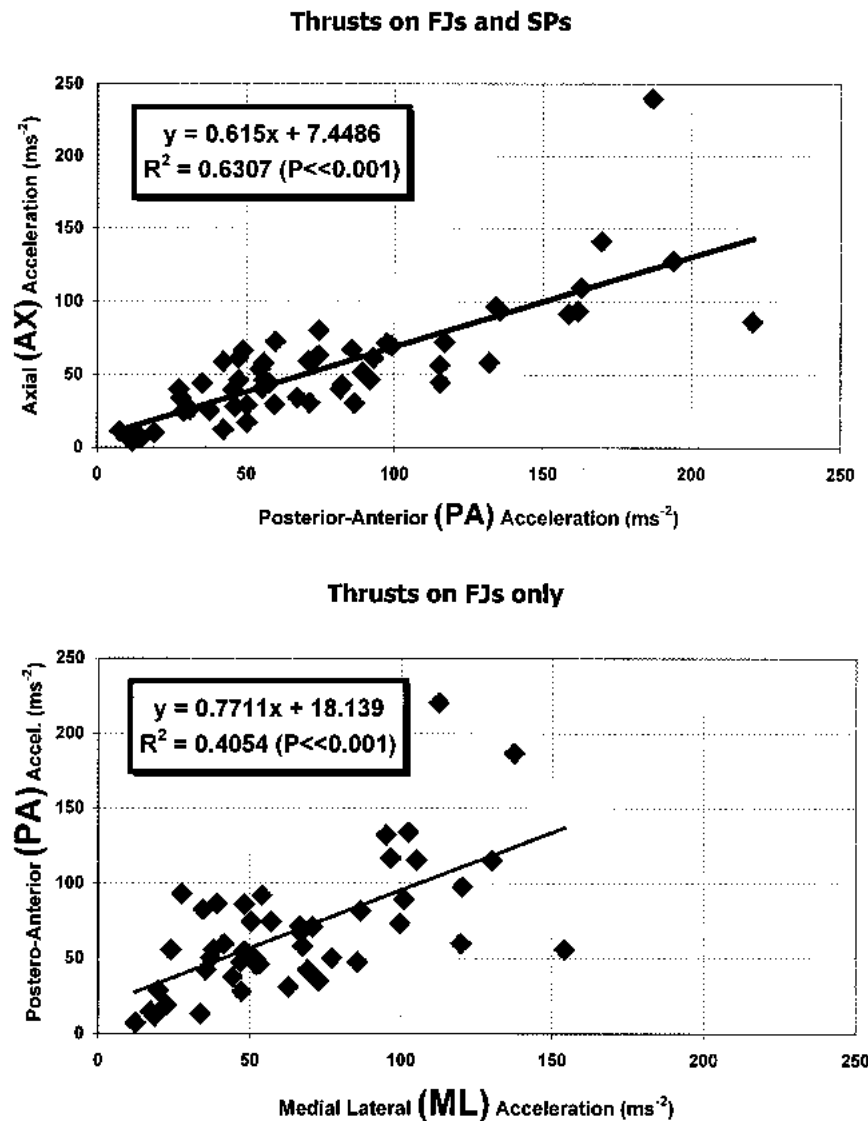 Thrusts on FJs and SPs
250
200
150
100
50
0
y = 0.615x + 7.4486
R² = 0.6307 (P<<0.001)
Axial (AX) Acceleration (ms⁻²)
0 50 100 150 200 250
Posterior-Anterior (PA) Acceleration (ms⁻²)
Thrusts on FJs only
250
200
150
100
50
0
y = 0.7711x + 18.139
R² = 0.4054 (P<<0.001)
Postero-Anterior (PA) Accel. (ms⁻²)
0 50 100 150 200 250
Medial Lateral (ML) Acceleration (ms⁻²)